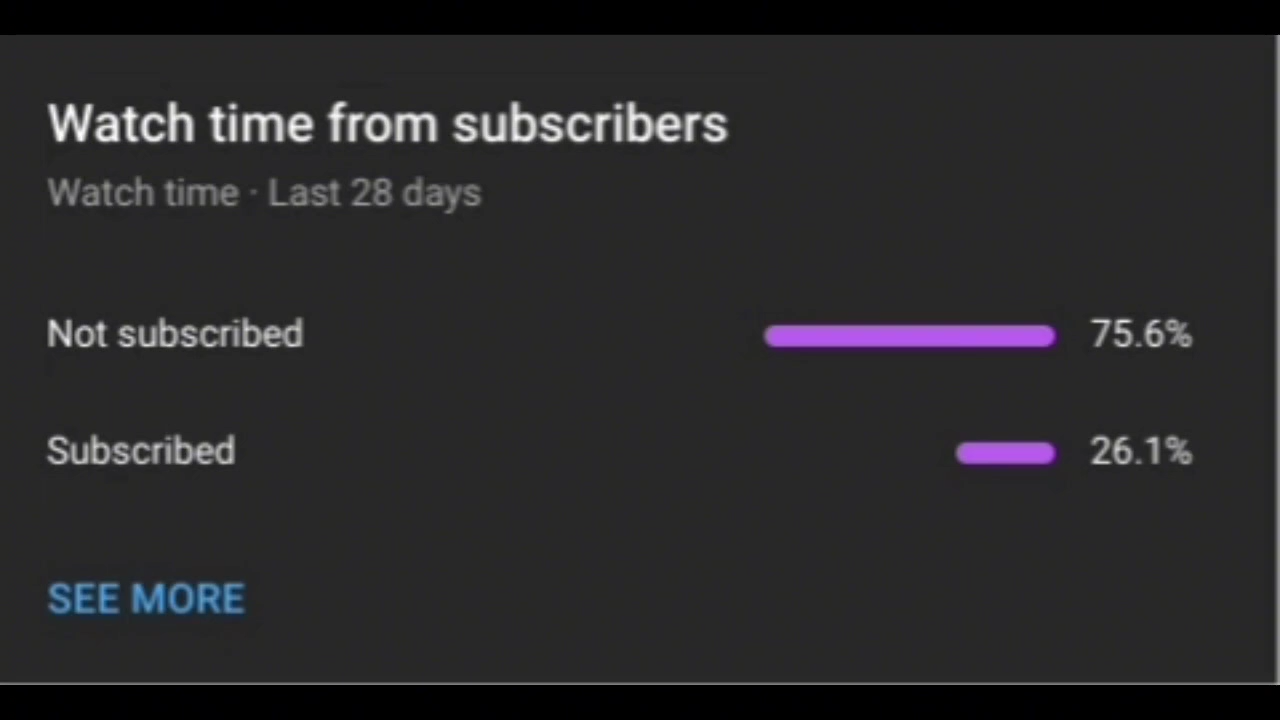 Watch time from subscribers
Watch time · Last 28 days
Not subscribed 75.6%
Subscribed 26.1%
SEE MORE